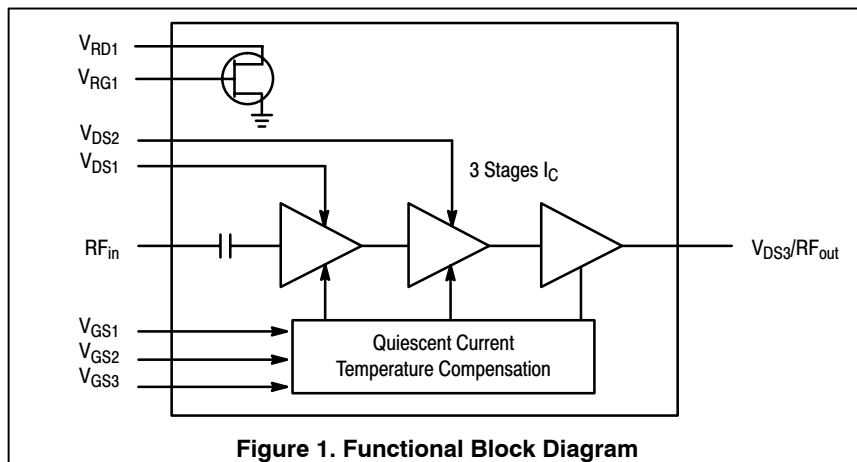 V_RD1
V_RG1
V_DS2
V_DS1
3 Stages I_C
RF_in
V_DS3/RF_out
V_GS1
V_GS2
V_GS3
Quiescent Current
Temperature Compensation
Figure 1. Functional Block Diagram